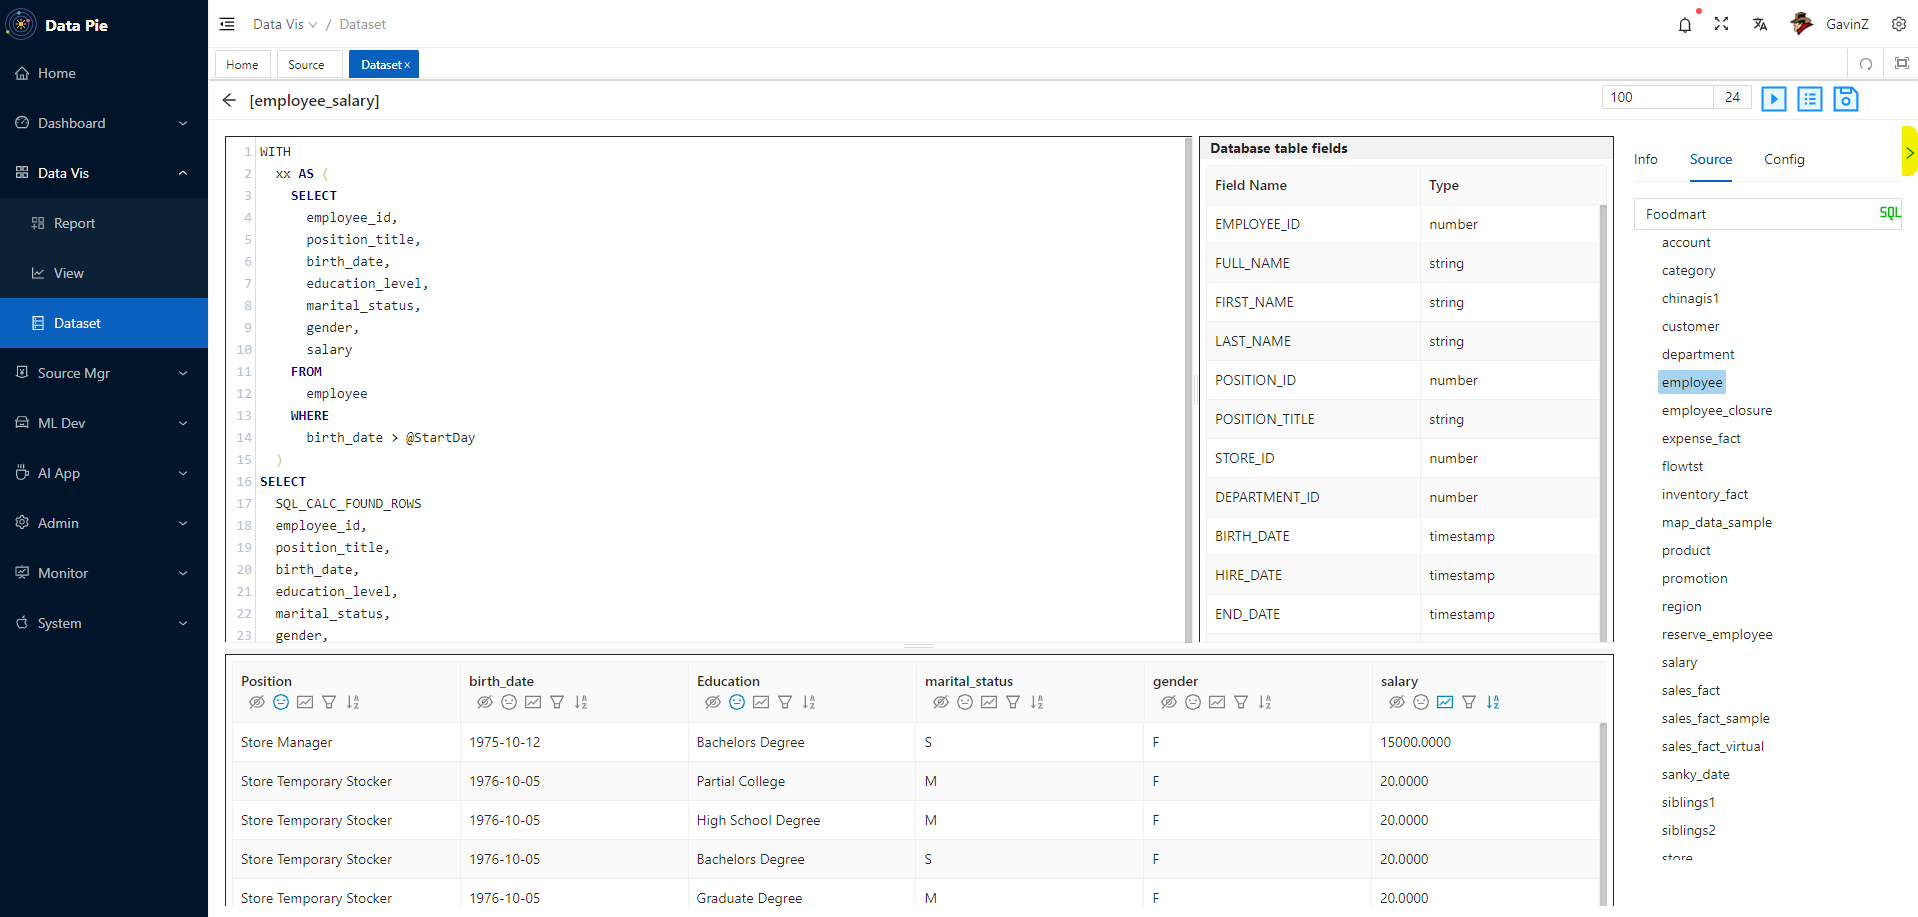 Data Pie
Data Vis / Dataset
GavinZ
Home
Dashboard
Data Vis
Report
View
Dataset
Source Mgr
ML Dev
AI App
Admin
Monitor
System
Home Source Dataset×
[employee_salary]
100 24
1 WITH
2 xx AS (
3 SELECT
4 employee_id,
5 position_title,
6 birth_date,
7 education_level,
8 marital_status,
9 gender,
10 salary
11 FROM
12 employee
13 WHERE
14 birth_date > @StartDay
15 )
16 SELECT
17 SQL_CALC_FOUND_ROWS
18 employee_id,
19 position_title,
20 birth_date,
21 education_level,
22 marital_status,
23 gender,
Database table fields
Field Name Type
EMPLOYEE_ID number
FULL_NAME string
FIRST_NAME string
LAST_NAME string
POSITION_ID number
POSITION_TITLE string
STORE_ID number
DEPARTMENT_ID number
BIRTH_DATE timestamp
HIRE_DATE timestamp
END_DATE timestamp
Info Source Config
Foodmart SQL
account
category
chinagis1
customer
department
employee
employee_closure
expense_fact
flowtst
inventory_fact
map_data_sample
product
promotion
region
reserve_employee
salary
sales_fact
sales_fact_sample
sales_fact_virtual
sanky_date
siblings1
siblings2
store
Position birth_date Education marital_status gender salary
Store Manager 1975-10-12 Bachelors Degree S F 15000.0000
Store Temporary Stocker 1976-10-05 Partial College M F 20.0000
Store Temporary Stocker 1976-10-05 High School Degree M F 20.0000
Store Temporary Stocker 1976-10-05 Bachelors Degree S F 20.0000
Store Temporary Stocker 1976-10-05 Graduate Degree M F 20.0000